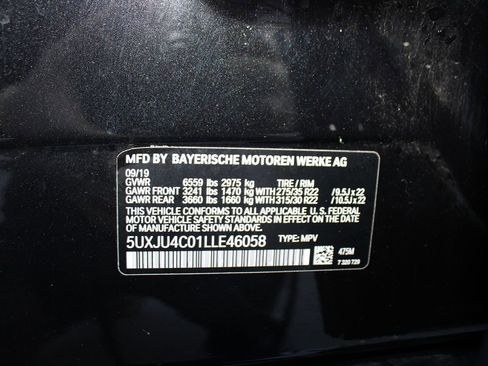 MFD BY BAYERISCHE MOTOREN WERKE AG
09/19
GVWR 6559 lbs 2975 kg TIRE / RIM
GAWR FRONT 3241 lbs 1470 kg WITH 275/35 R22 /9.5J x 22
GAWR REAR 3660 lbs 1660 kg WITH 315/30 R22 /10.5J x 22
THIS VEHICLE CONFORMS TO ALL APPLICABLE FEDERAL MOTOR
VEHICLE SAFETY STANDARDS IN EFFECT ON THE DATE OF
MANUFACTURE SHOWN ABOVE.
5UXJU4C01LLE46058 TYPE: MPV
475M
7 320 729